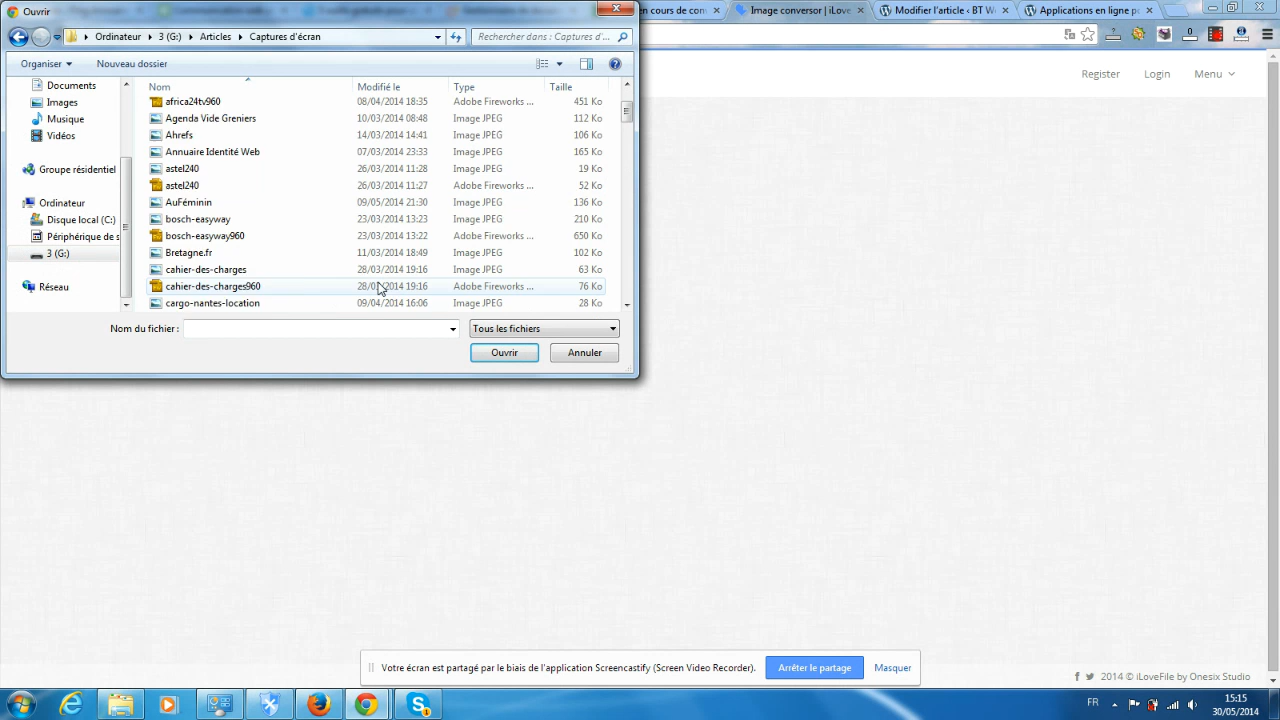 Ouvrir
en cours de con
Image conversor | iLove
Modifier l'article ‹ BT W
Applications en ligne p
Ordinateur 3 (G:) Articles Captures d'écran
Rechercher dans : Captures d'...
Organiser
Nouveau dossier
Register
Login
Menu
Documents
Images
Musique
Vidéos
Groupe résidentiel
Ordinateur
Disque local (C:)
Périphérique de s
3 (G:)
Réseau
Nom Modifié le Type Taille
africa24tv960 08/04/2014 18:35 Adobe Fireworks ... 451 Ko
Agenda Vide Greniers 10/03/2014 08:48 Image JPEG 112 Ko
Ahrefs 14/03/2014 14:41 Image JPEG 106 Ko
Annuaire Identité Web 07/03/2014 23:33 Image JPEG 165 Ko
astel240 26/03/2014 11:28 Image JPEG 19 Ko
astel240 26/03/2014 11:27 Adobe Fireworks ... 52 Ko
AuFéminin 09/05/2014 21:30 Image JPEG 136 Ko
bosch-easyway 23/03/2014 13:23 Image JPEG 210 Ko
bosch-easyway960 23/03/2014 13:22 Adobe Fireworks ... 650 Ko
Bretagne.fr 11/03/2014 18:49 Image JPEG 102 Ko
cahier-des-charges 28/03/2014 19:16 Image JPEG 63 Ko
cahier-des-charges960 28/03/2014 19:16 Adobe Fireworks ... 76 Ko
cargo-nantes-location 09/04/2014 16:06 Image JPEG 28 Ko
Nom du fichier :
Tous les fichiers
Ouvrir
Annuler
Votre écran est partagé par le biais de l'application Screencastify (Screen Video Recorder).
Arrêter le partage
Masquer
2014 © iLoveFile by Onesix Studio
FR
15:15
30/05/2014